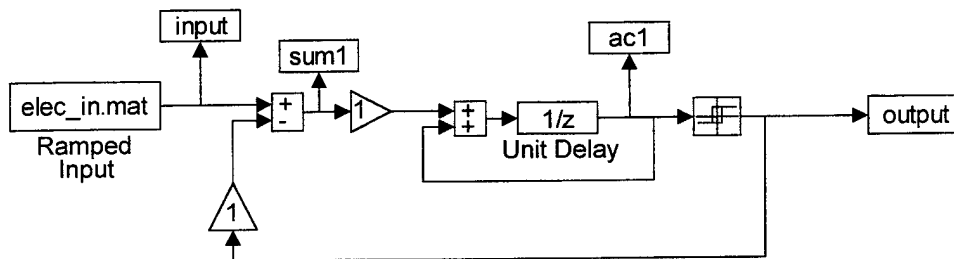 input
sum1
ac1
elec_in.mat
+
-
1
+
+
1/z
output
Ramped
Input
Unit Delay
1